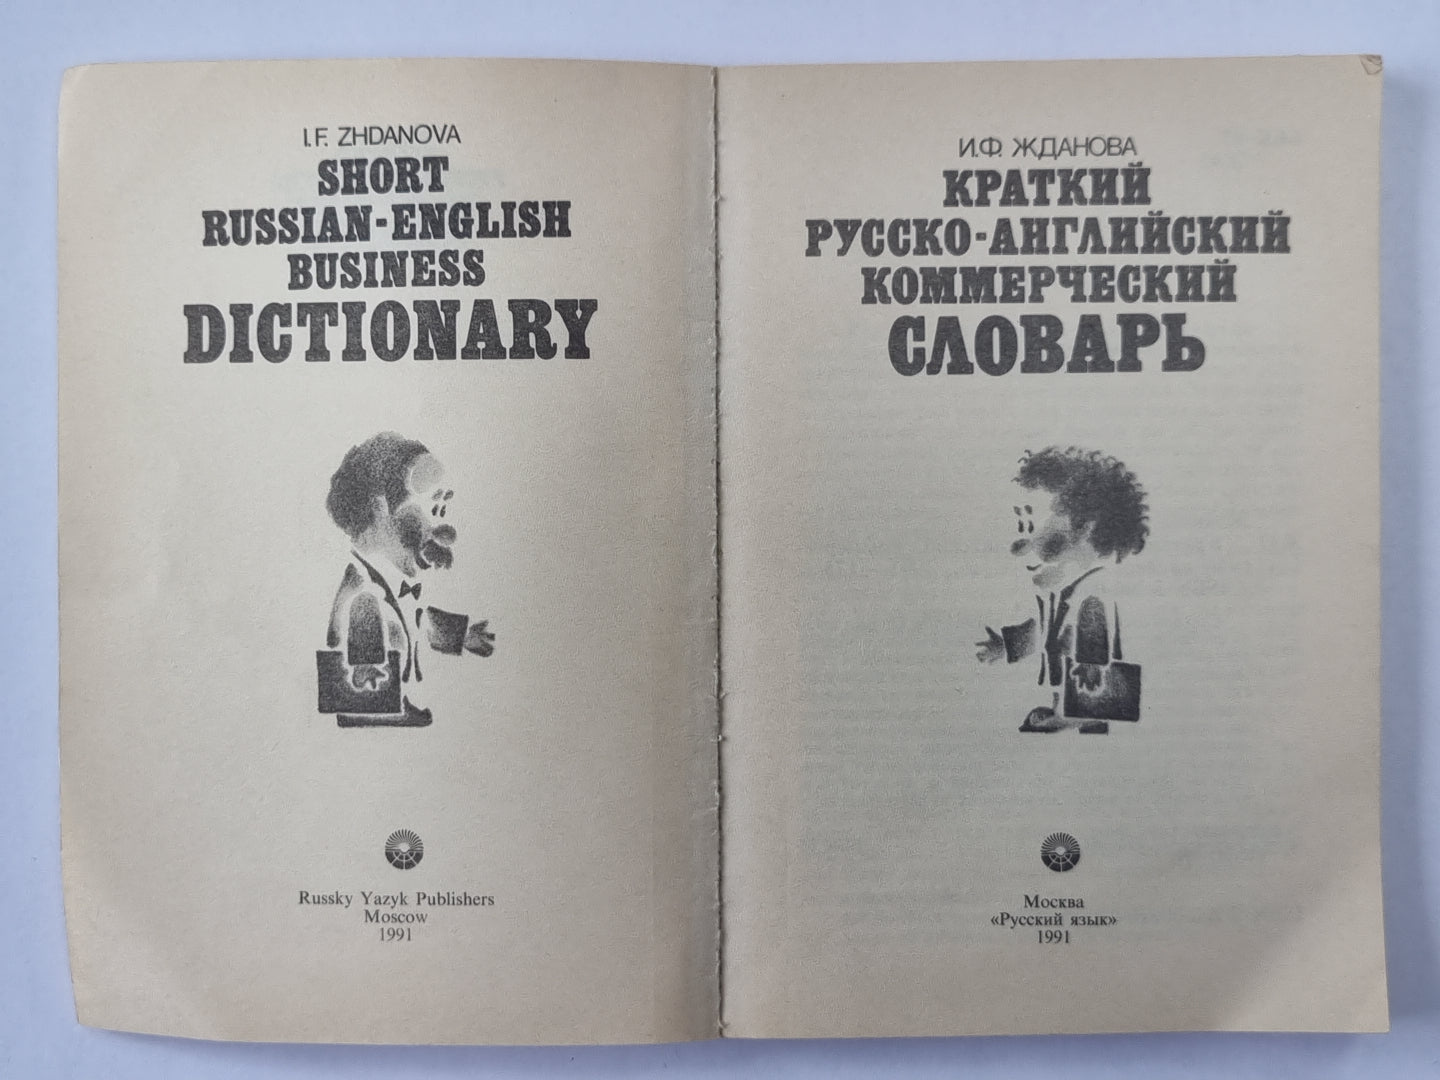 I.F. ZHDANOVA
SHORT
RUSSIAN-ENGLISH
BUSINESS
DICTIONARY
Russky Yazyk Publishers
Moscow
1991
И.Ф. ЖДАНОВА
КРАТКИЙ
РУССКО-АНГЛИЙСКИЙ
КОММЕРЧЕСКИЙ
СЛОВАРЬ
Москва
«Русский язык»
1991